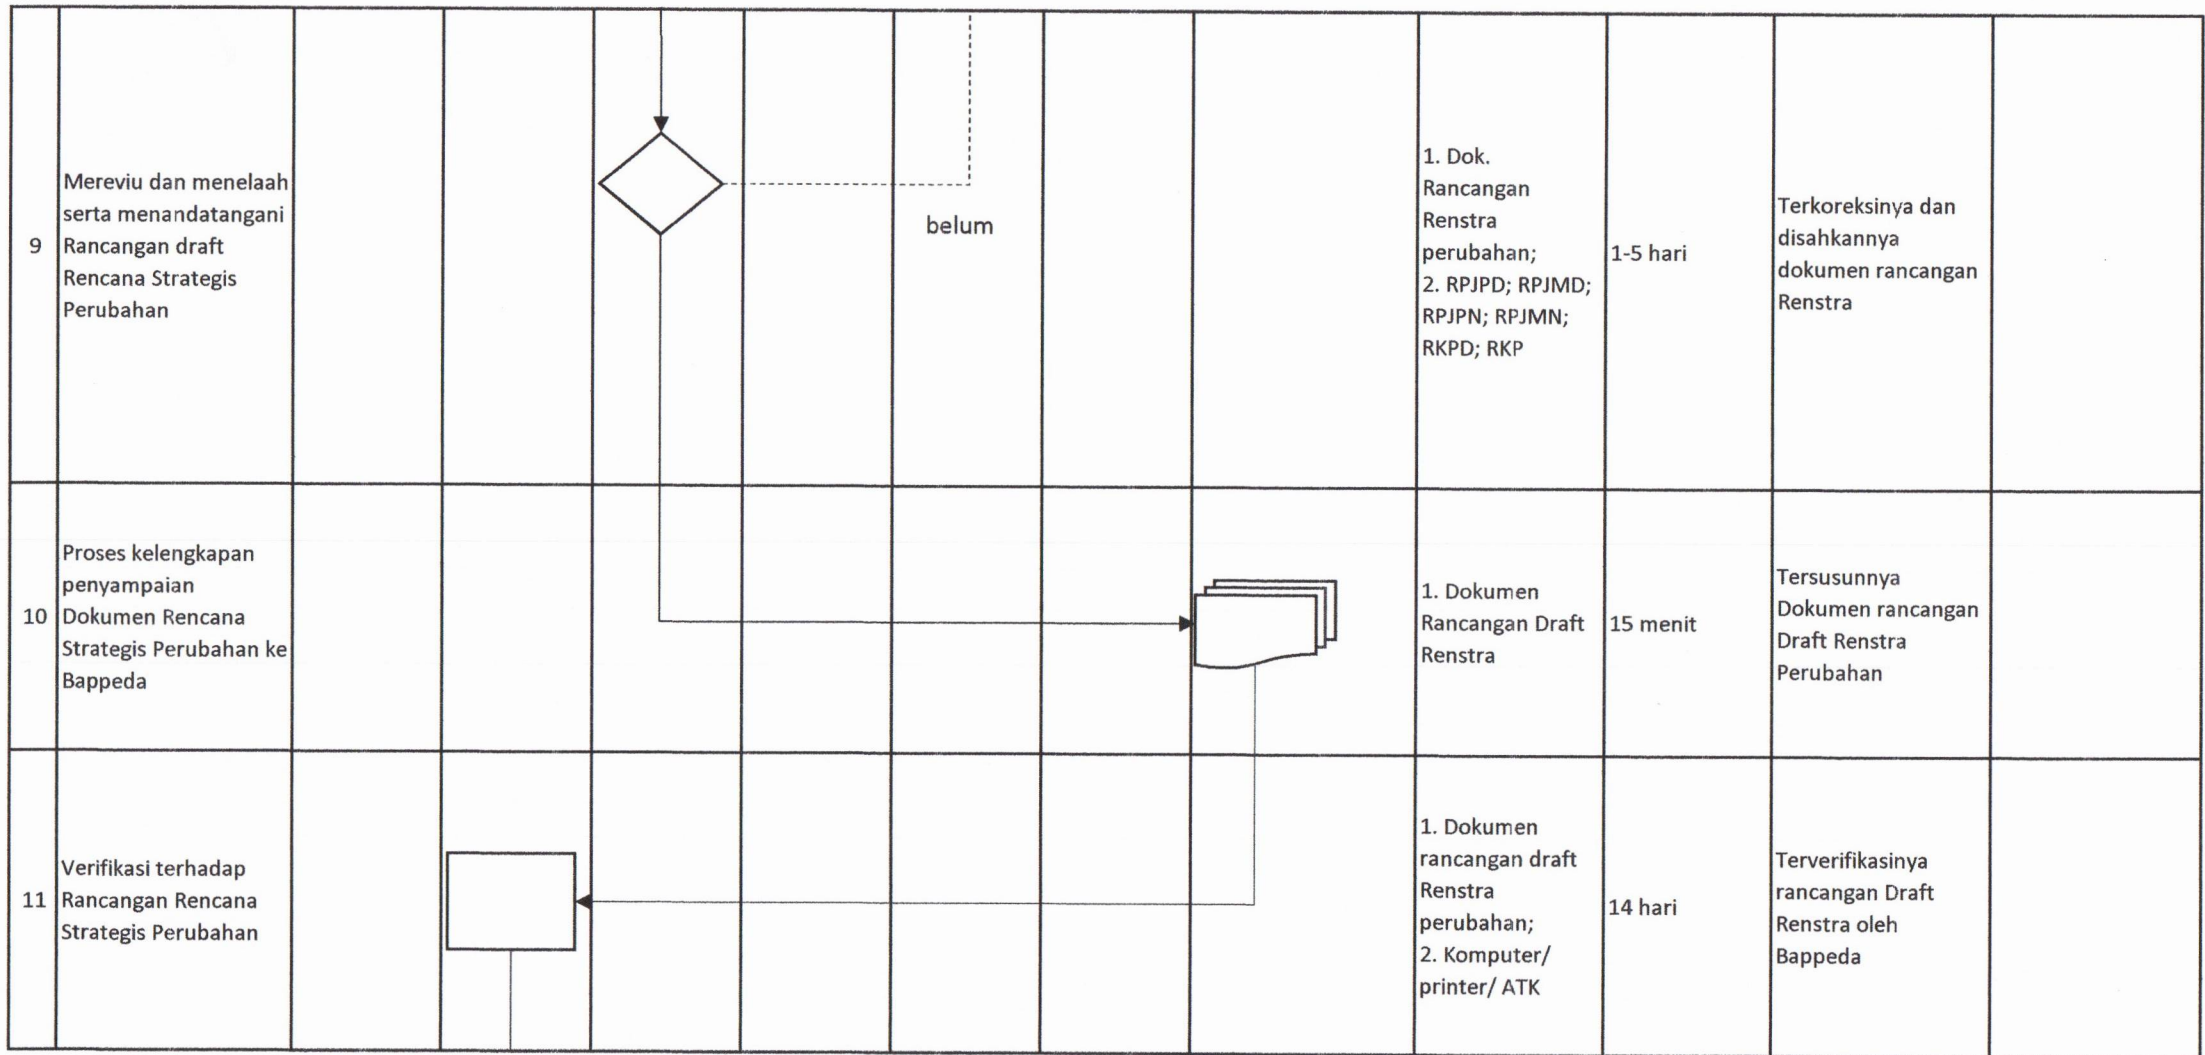 9
Mereviu dan menelaah
serta menandatangani
Rancangan draft
Rencana Strategis
Perubahan
belum
1. Dok.
Rancangan
Renstra
perubahan;
2. RPJPD; RPJMD;
RPJPN; RPJMN;
RKPD; RKP
1-5 hari
Terkoreksinya dan
disahkannya
dokumen rancangan
Renstra
10
Proses kelengkapan
penyampaian
Dokumen Rencana
Strategis Perubahan ke
Bappeda
1. Dokumen
Rancangan Draft
Renstra
15 menit
Tersusunnya
Dokumen rancangan
Draft Renstra
Perubahan
11
Verifikasi terhadap
Rancangan Rencana
Strategis Perubahan
1. Dokumen
rancangan draft
Renstra
perubahan;
2. Komputer/
printer/ ATK
14 hari
Terverifikasinya
rancangan Draft
Renstra oleh
Bappeda